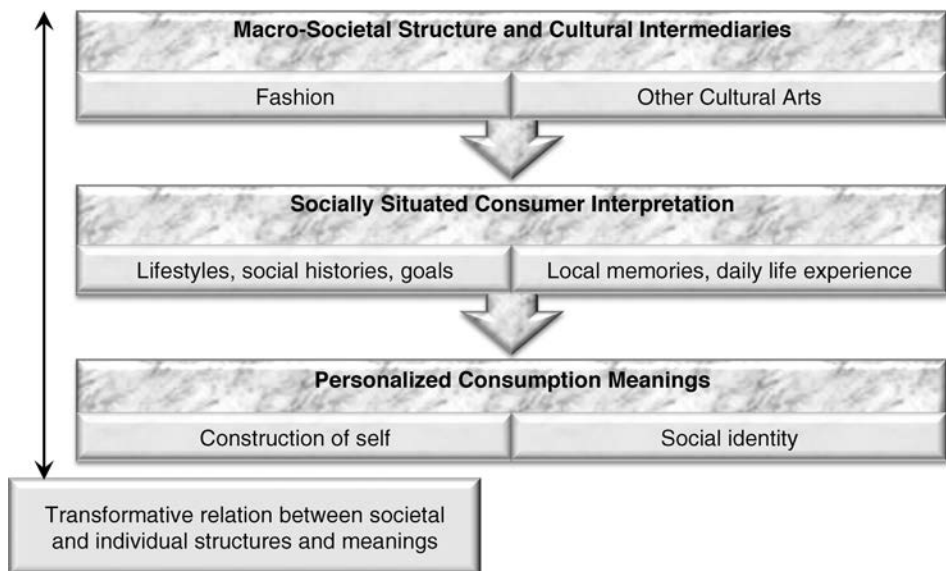 Macro-Societal Structure and Cultural Intermediaries
Fashion
Other Cultural Arts
Socially Situated Consumer Interpretation
Lifestyles, social histories, goals
Local memories, daily life experience
Personalized Consumption Meanings
Construction of self
Social identity
Transformative relation between societal
and individual structures and meanings